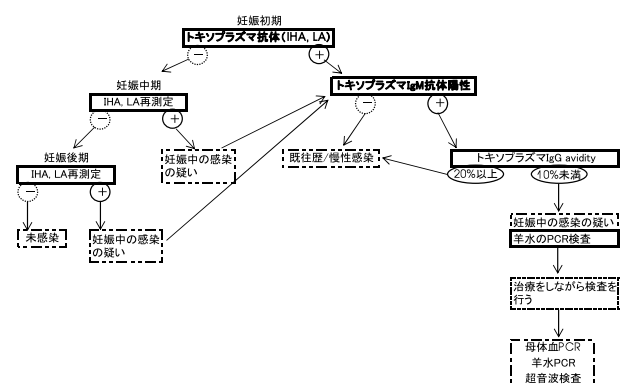 妊娠初期
トキソプラズマ抗体(IHA, LA)
−
+
妊娠中期
IHA, LA再測定
−
+
トキソプラズマIgM抗体陽性
−
+
妊娠後期
IHA, LA再測定
−
+
妊娠中の感染
の疑い
既往歴/慢性感染
トキソプラズマIgG avidity
20%以上
10%未満
未感染
妊娠中の感染
の疑い
妊娠中の感染の疑い
羊水のPCR検査
治療をしながら検査を
行う
母体血PCR
羊水PCR
超音波検査